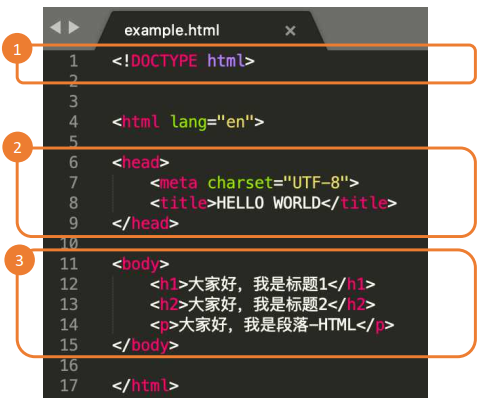 example.html ×
1
1 <!DOCTYPE html>
2
3
4 <html lang="en">
5
2
6 <head>
7 <meta charset="UTF-8">
8 <title>HELLO WORLD</title>
9 </head>
10
3
11 <body>
12 <h1>大家好，我是标题1</h1>
13 <h2>大家好，我是标题2</h2>
14 <p>大家好，我是段落-HTML</p>
15 </body>
16
17 </html>